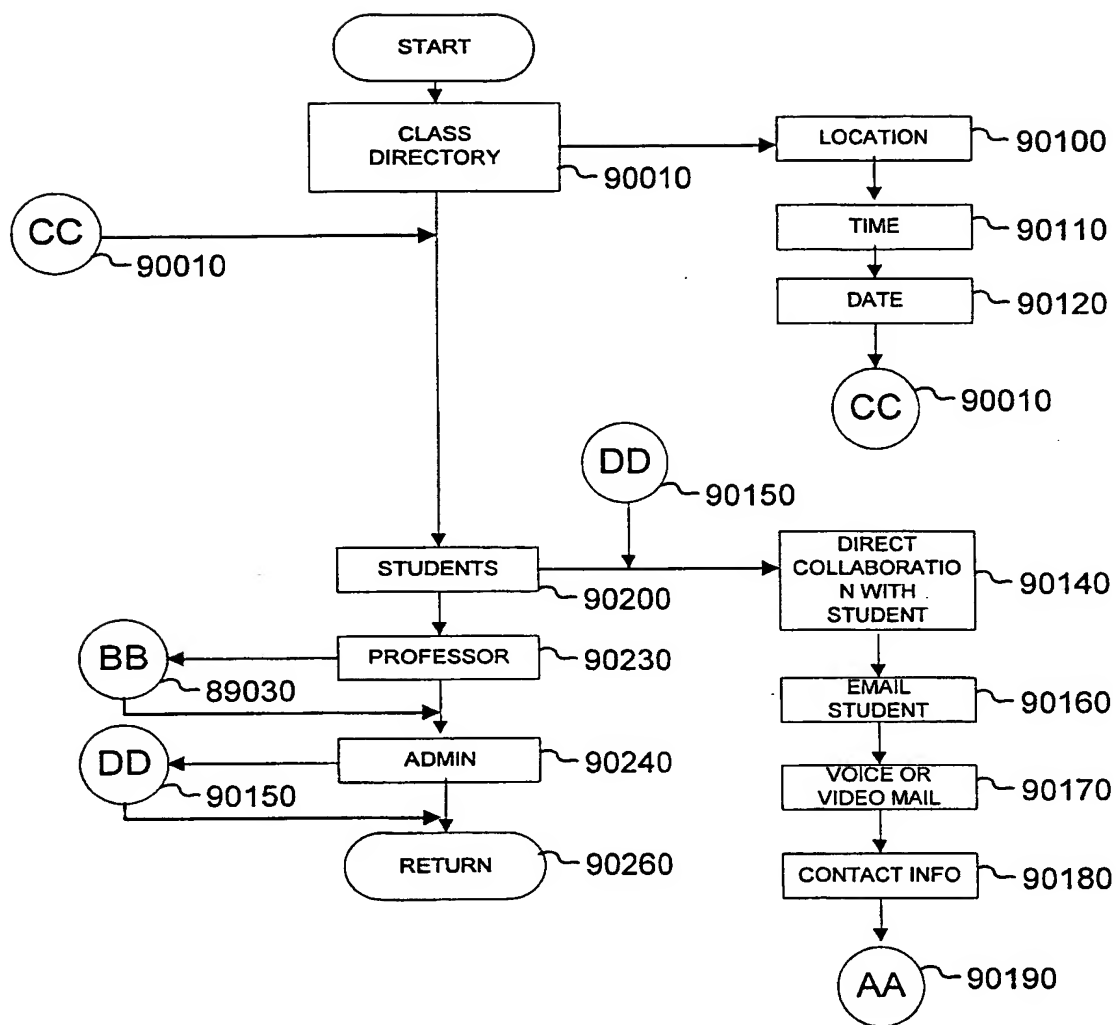 START
CLASS
DIRECTORY
90010
LOCATION
90100
CC
90010
TIME
90110
DATE
90120
CC
90010
DD
90150
STUDENTS
90200
DIRECT
COLLABORATIO
N WITH
STUDENT
90140
PROFESSOR
90230
BB
89030
EMAIL
STUDENT
90160
ADMIN
90240
DD
90150
VOICE OR
VIDEO MAIL
90170
RETURN
90260
CONTACT INFO
90180
AA
90190